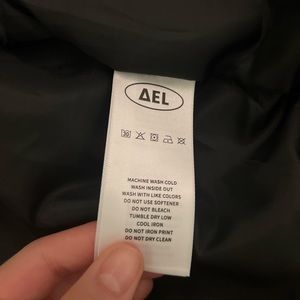 ΔEL
MACHINE WASH COLD
WASH INSIDE OUT
WASH WITH LIKE COLORS
DO NOT USE SOFTENER
DO NOT BLEACH
TUMBLE DRY LOW
COOL IRON
DO NOT IRON PRINT
DO NOT DRY CLEAN